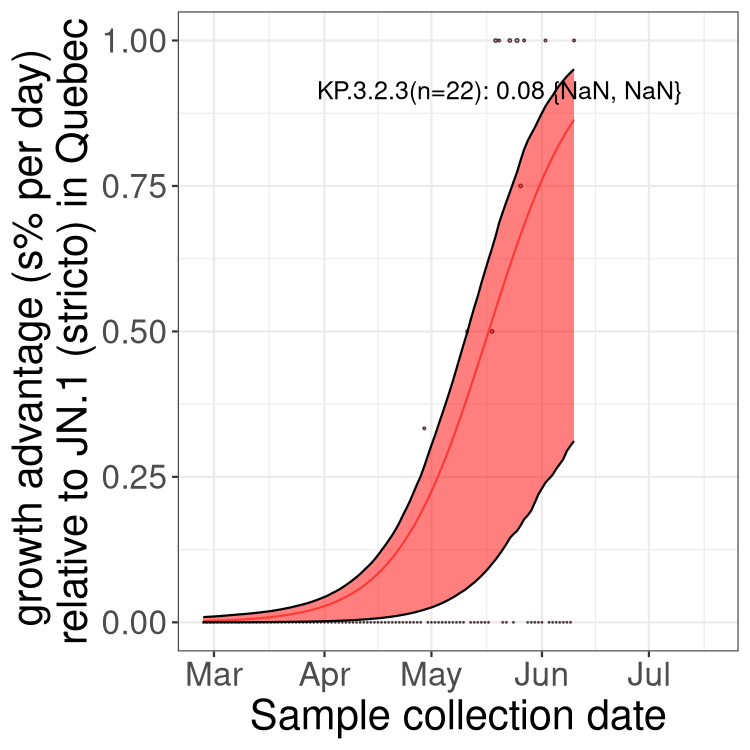 growth advantage (s% per day)
relative to JN.1 (stricto) in Quebec
1.00
0.75
0.50
0.25
0.00
KP.3.2.3(n=22): 0.08 {NaN, NaN}
Mar Apr May Jun Jul
Sample collection date